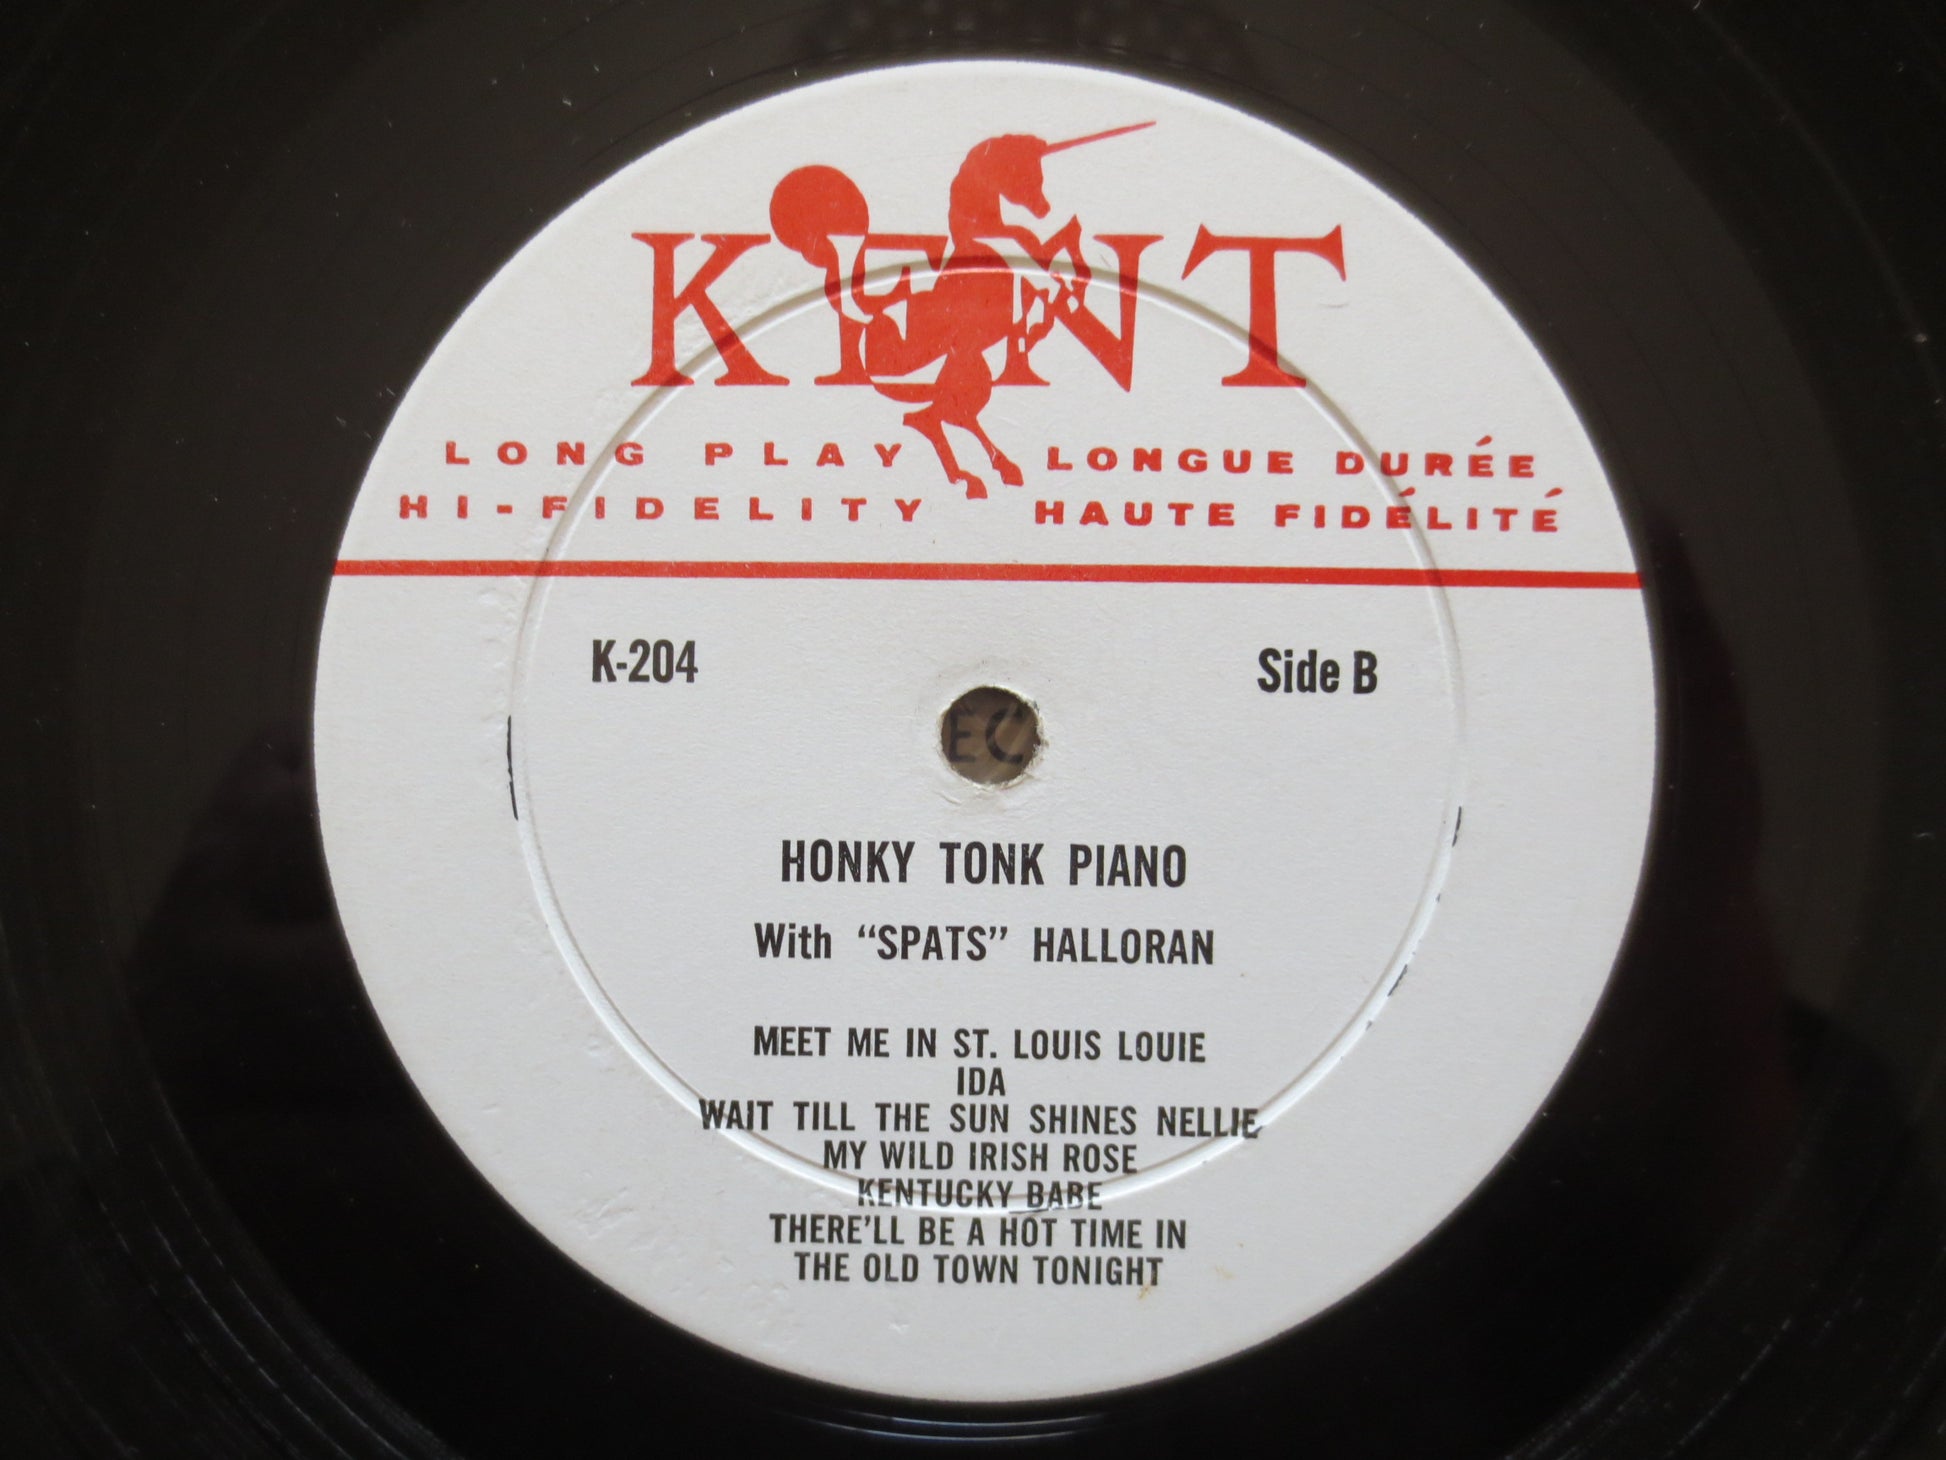 KENT
LONG PLAY LONGUE DURÉE
HI-FIDELITY HAUTE FIDÉLITÉ
K-204 Side B
EC
HONKY TONK PIANO
With “SPATS” HALLORAN
MEET ME IN ST. LOUIS LOUIE
IDA
WAIT TILL THE SUN SHINES NELLIE
MY WILD IRISH ROSE
KENTUCKY BABE
THERE'LL BE A HOT TIME IN
THE OLD TOWN TONIGHT